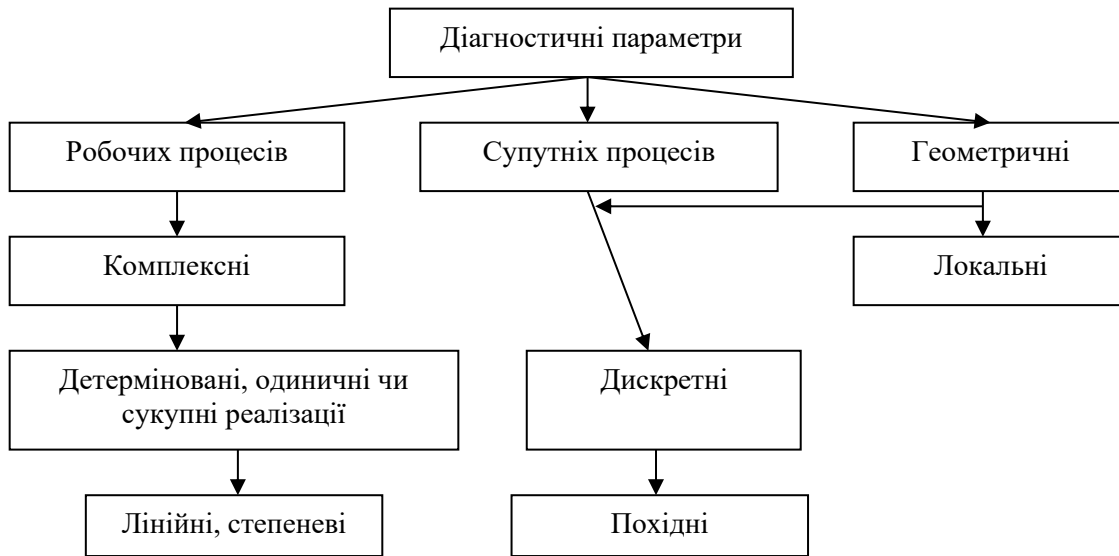 Діагностичні параметри
Робочих процесів
Супутніх процесів
Геометричні
Комплексні
Локальні
Детерміновані, одиничні чи
сукупні реалізації
Дискретні
Лінійні, степеневі
Похідні